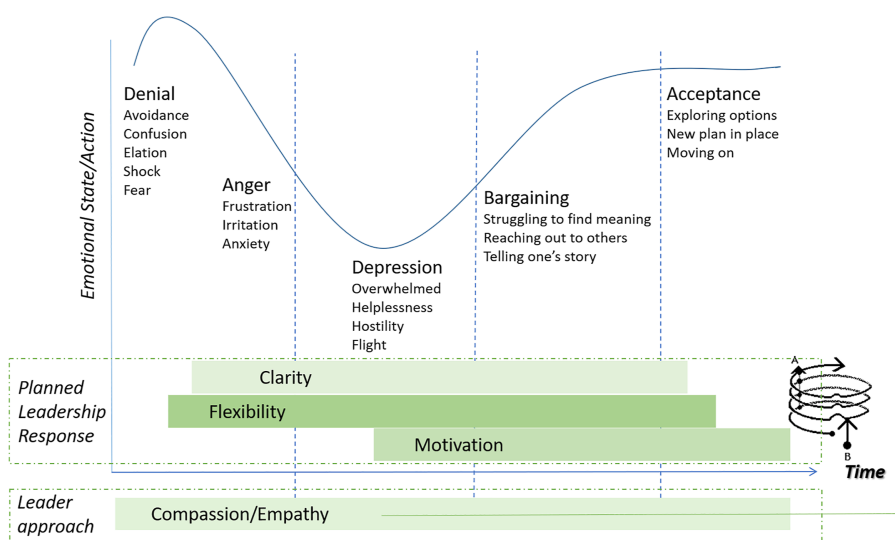 Emotional State/Action
Denial
Avoidance
Confusion
Elation
Shock
Fear
Anger
Frustration
Irritation
Anxiety
Depression
Overwhelmed
Helplessness
Hostility
Flight
Bargaining
Struggling to find meaning
Reaching out to others
Telling one’s story
Acceptance
Exploring options
New plan in place
Moving on
Planned
Leadership
Response
Clarity
Flexibility
Motivation
A
B
Time
Leader
approach
Compassion/Empathy